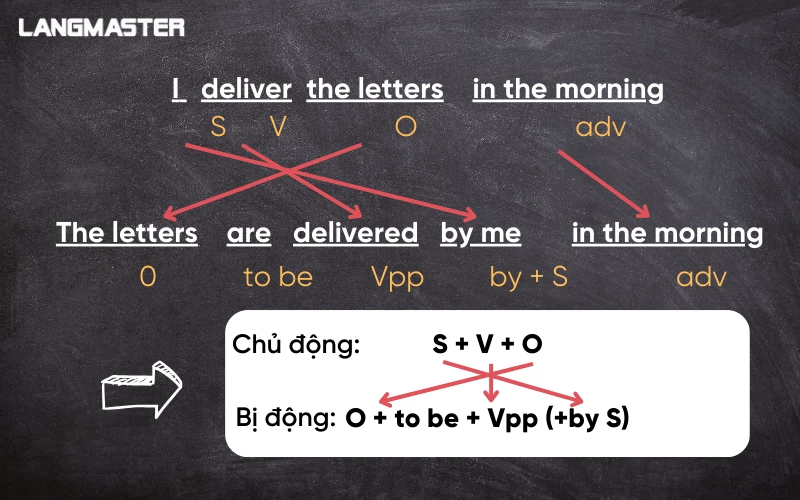 LANGMASTER
I deliver the letters in the morning
S V O adv
The letters are delivered by me in the morning
0 to be Vpp by + S adv
Chủ động: S + V + O
Bị động: O + to be + Vpp (+by S)